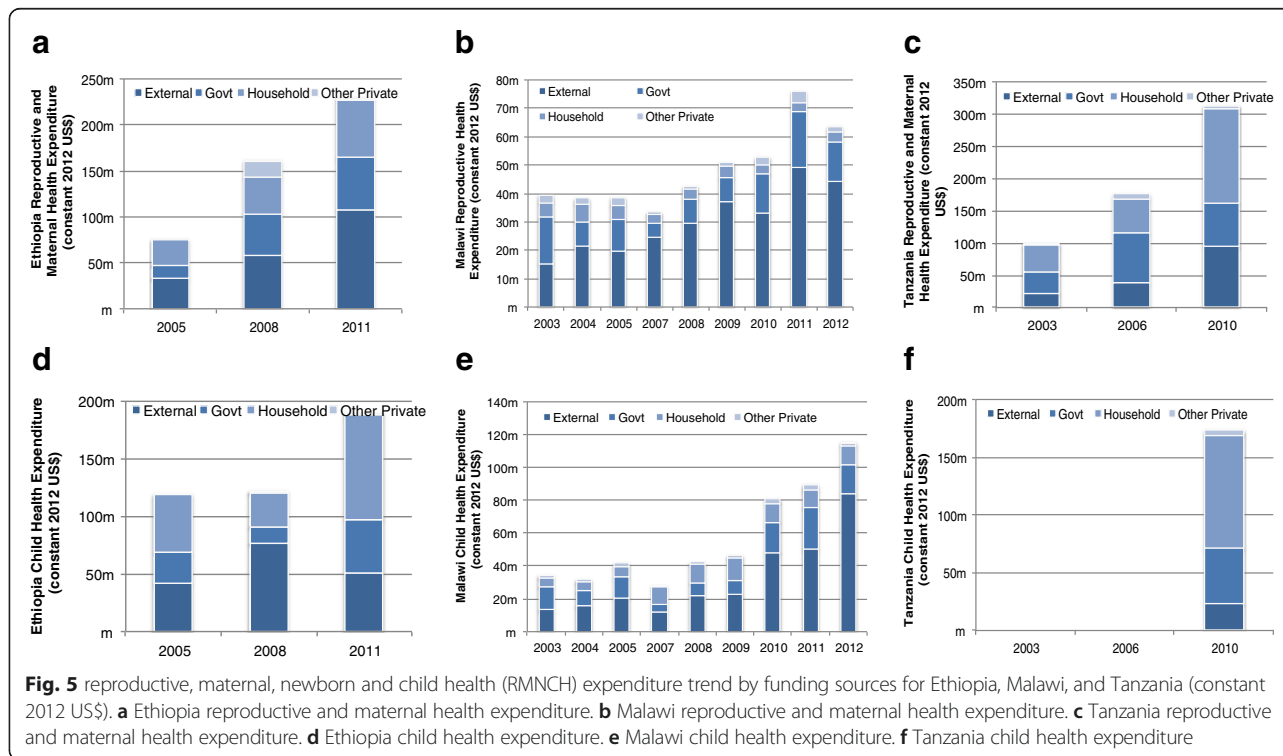 a
Ethiopia Reproductive and
Maternal Health Expenditure
(constant 2012 US$)
250m
200m
150m
100m
50m
m
External Govt Household Other Private
2005 2008 2011
b
Malawi Reproductive Health
Expenditure (constant 2012 US$)
80m
70m
60m
50m
40m
30m
20m
10m
m
External Govt
Household Other Private
2003 2004 2005 2007 2008 2009 2010 2011 2012
c
Tanzania Reproductive and Maternal
Health Expenditure (constant 2012
US$)
350m
300m
250m
200m
150m
100m
50m
m
External Govt Household Other Private
2003 2006 2010
d
Ethiopia Child Health Expenditure
(constant 2012 US$)
200m
150m
100m
50m
m
External Govt Household Other Private
2005 2008 2011
e
Malawi Child Health Expenditure
(constant 2012 US$)
140m
120m
100m
80m
60m
40m
20m
m
External Govt Household Other Private
2003 2004 2005 2007 2008 2009 2010 2011 2012
f
Tanzania Child Health Expenditure
(constant 2012 US$)
200m
150m
100m
50m
m
External Govt Household Other Private
2003 2006 2010
Fig. 5 reproductive, maternal, newborn and child health (RMNCH) expenditure trend by funding sources for Ethiopia, Malawi, and Tanzania (constant
2012 US$). a Ethiopia reproductive and maternal health expenditure. b Malawi reproductive and maternal health expenditure. c Tanzania reproductive
and maternal health expenditure. d Ethiopia child health expenditure. e Malawi child health expenditure. f Tanzania child health expenditure